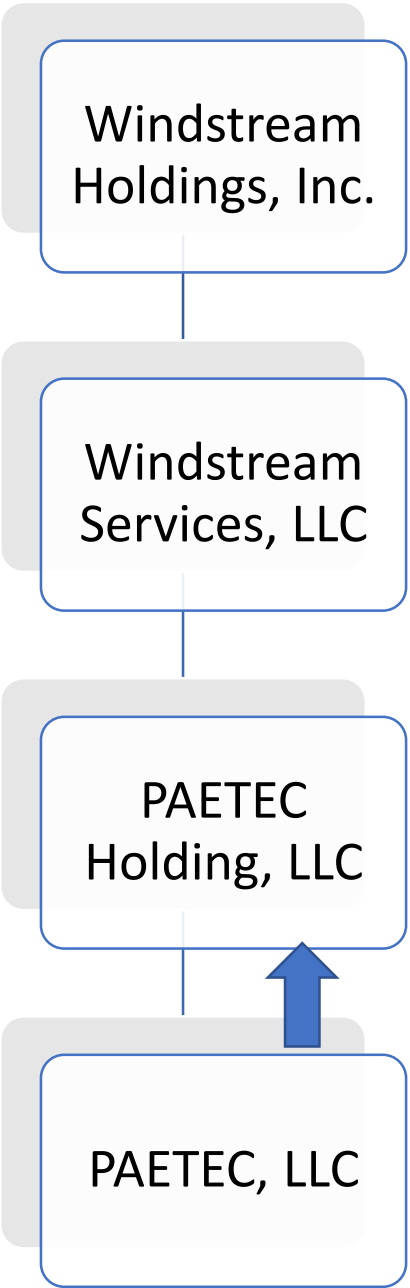 Windstream
Holdings, Inc.
Windstream
Services, LLC
PAETEC
Holding, LLC
PAETEC, LLC